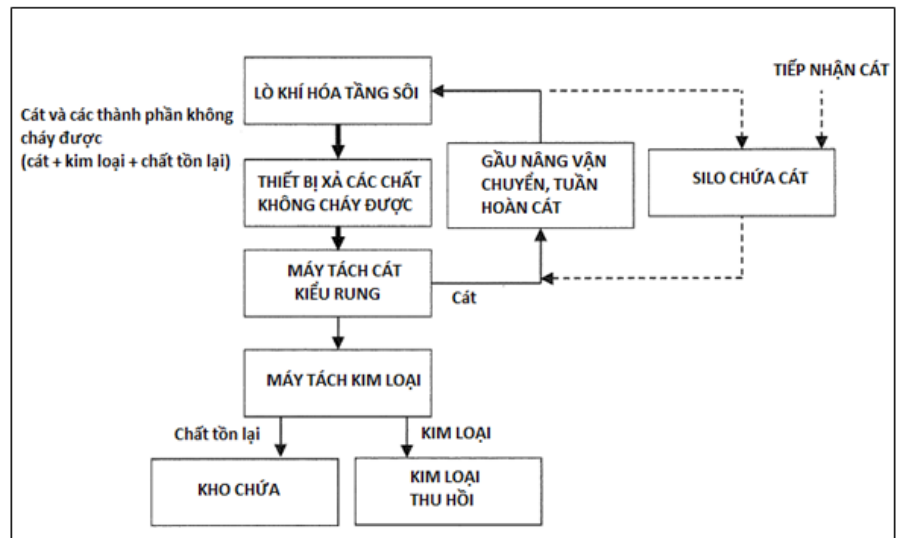 LÒ KHÍ HÓA TẦNG SÔI
TIẾP NHẬN CÁT
Cát và các thành phần không
cháy được
(cát + kim loại + chất tồn lại)
THIẾT BỊ XẢ CÁC CHẤT
KHÔNG CHÁY ĐƯỢC
GẦU NÂNG VẬN
CHUYỂN, TUẦN
HOÀN CÁT
SILO CHỨA CÁT
MÁY TÁCH CÁT
KIỂU RUNG
Cát
MÁY TÁCH KIM LOẠI
Chất tồn lại
KIM LOẠI
KHO CHỨA
KIM LOẠI
THU HỒI